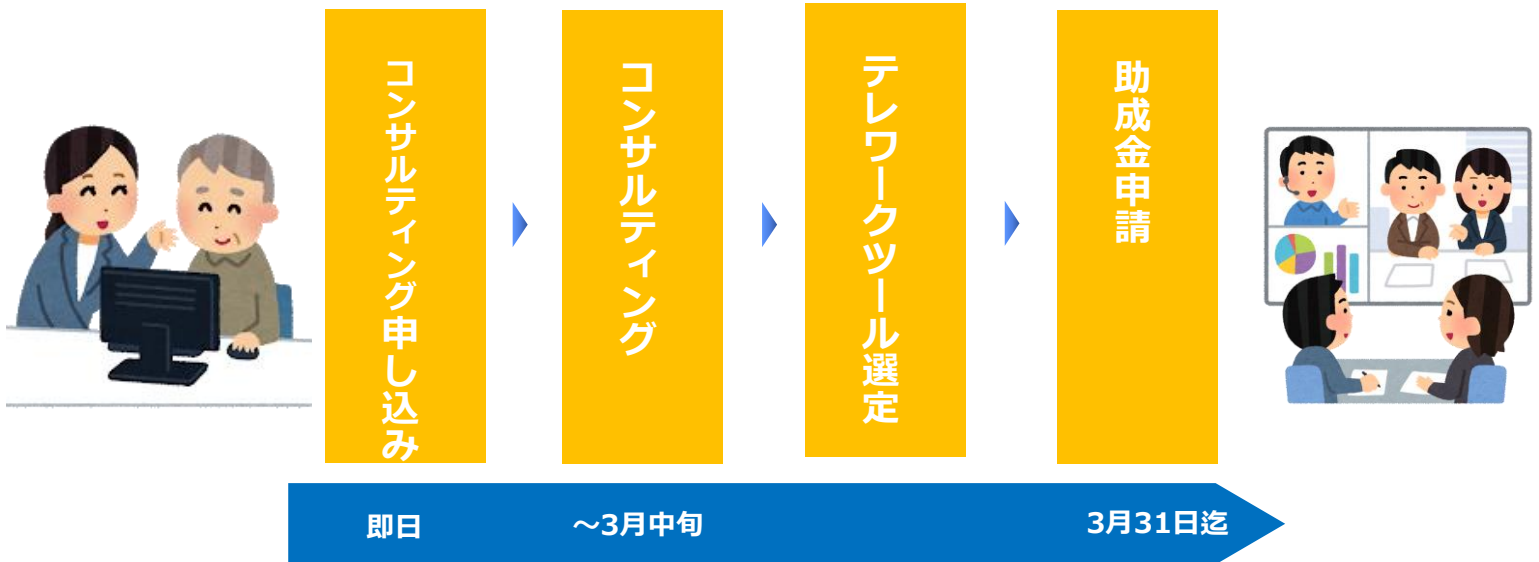 コンサルティング申し込み
コンサルティング
テレワークツール選定
助成金申請
即日
～3月中旬
3月31日迄